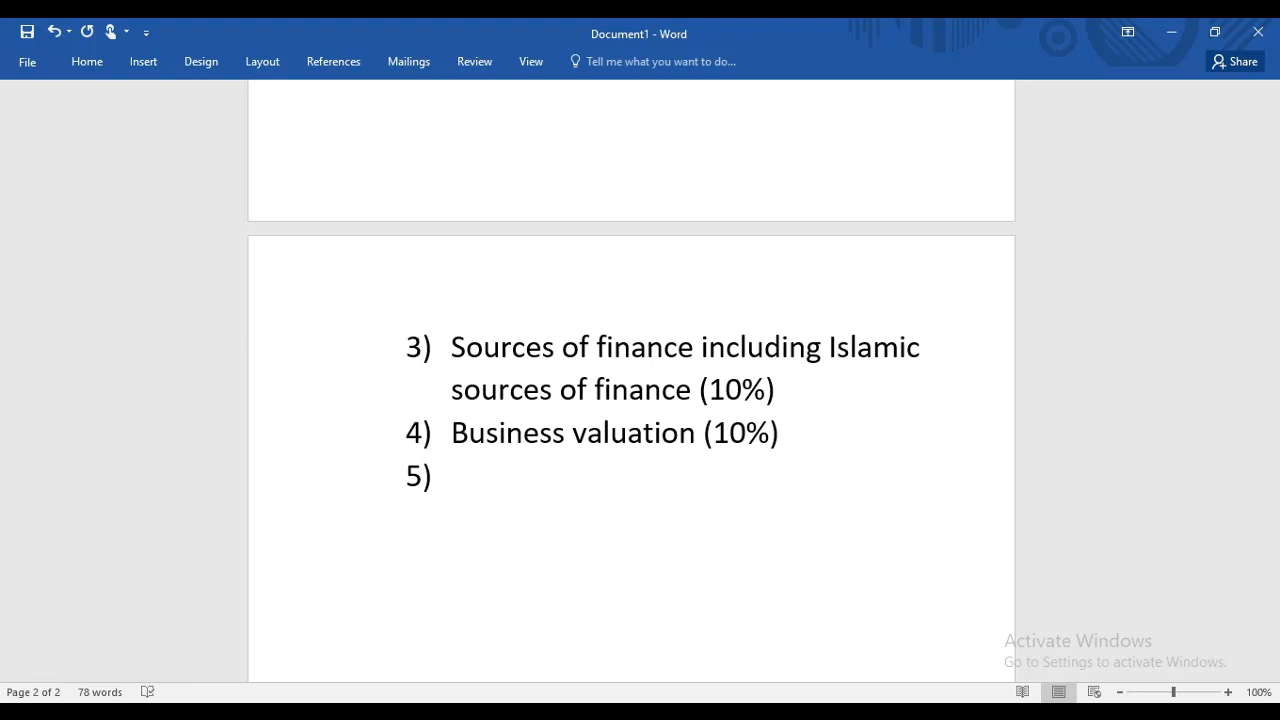 Document1 - Word
File Home Insert Design Layout References Mailings Review View Tell me what you want to do... Share
3) Sources of finance including Islamic
sources of finance (10%)
4) Business valuation (10%)
5)
Activate Windows
Go to Settings to activate Windows.
Page 2 of 2 78 words 100%